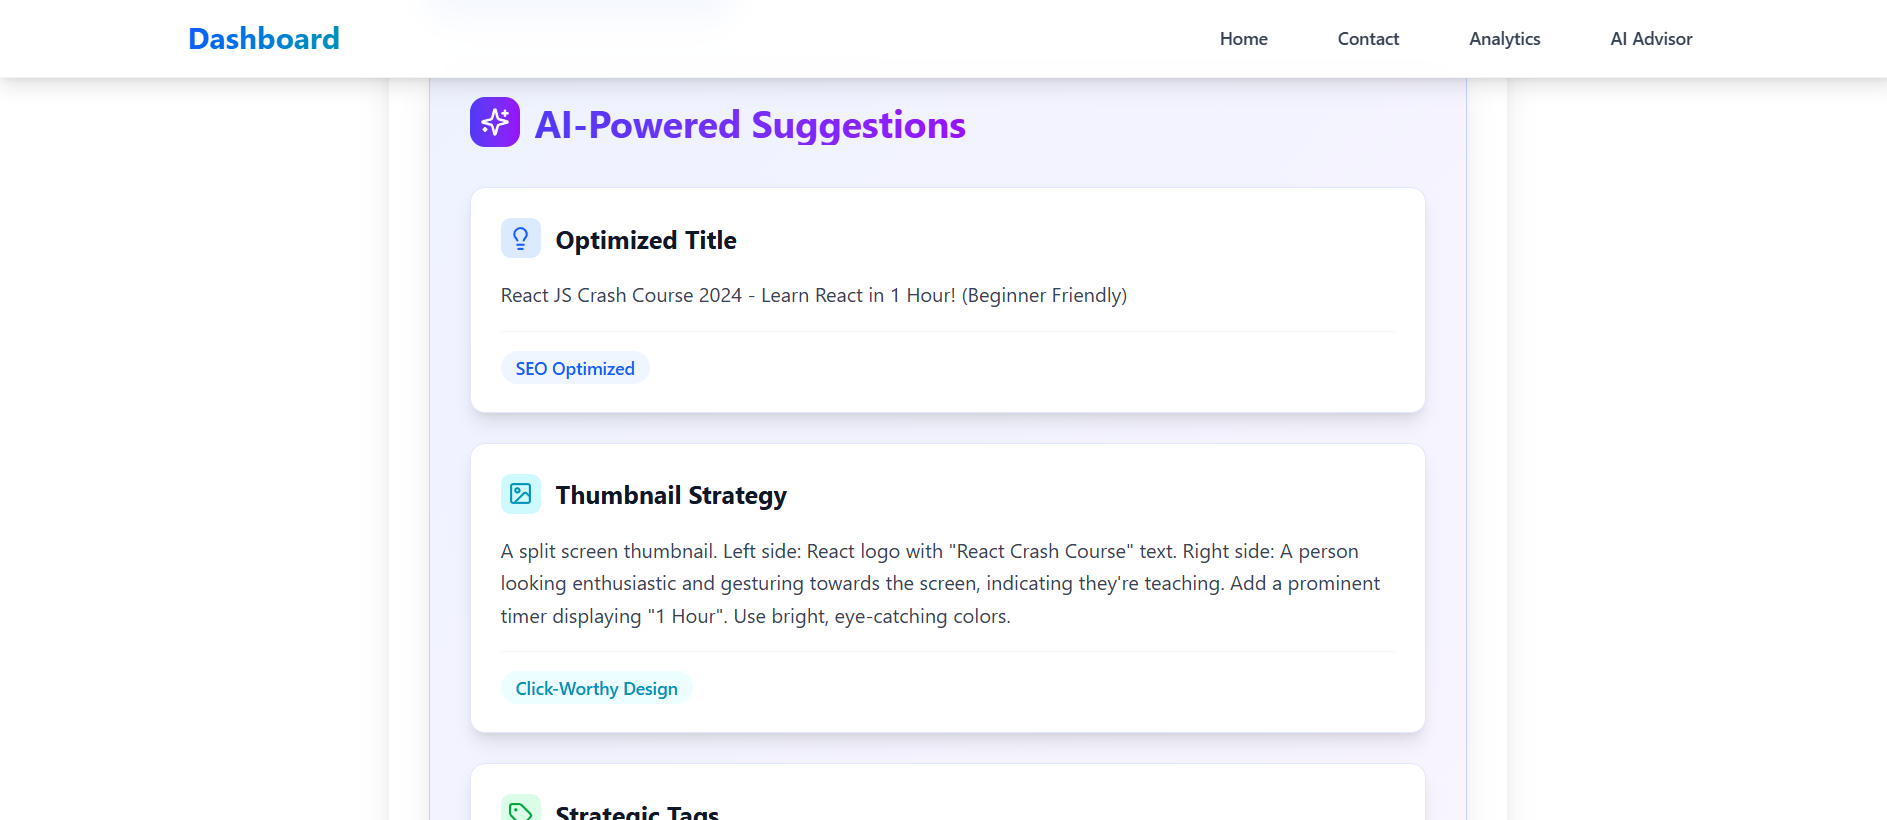 Dashboard
Home
Contact
Analytics
AI Advisor
AI-Powered Suggestions
Optimized Title
React JS Crash Course 2024 - Learn React in 1 Hour! (Beginner Friendly)
SEO Optimized
Thumbnail Strategy
A split screen thumbnail. Left side: React logo with "React Crash Course" text. Right side: A person
looking enthusiastic and gesturing towards the screen, indicating they're teaching. Add a prominent
timer displaying "1 Hour". Use bright, eye-catching colors.
Click-Worthy Design
Strategic Tags